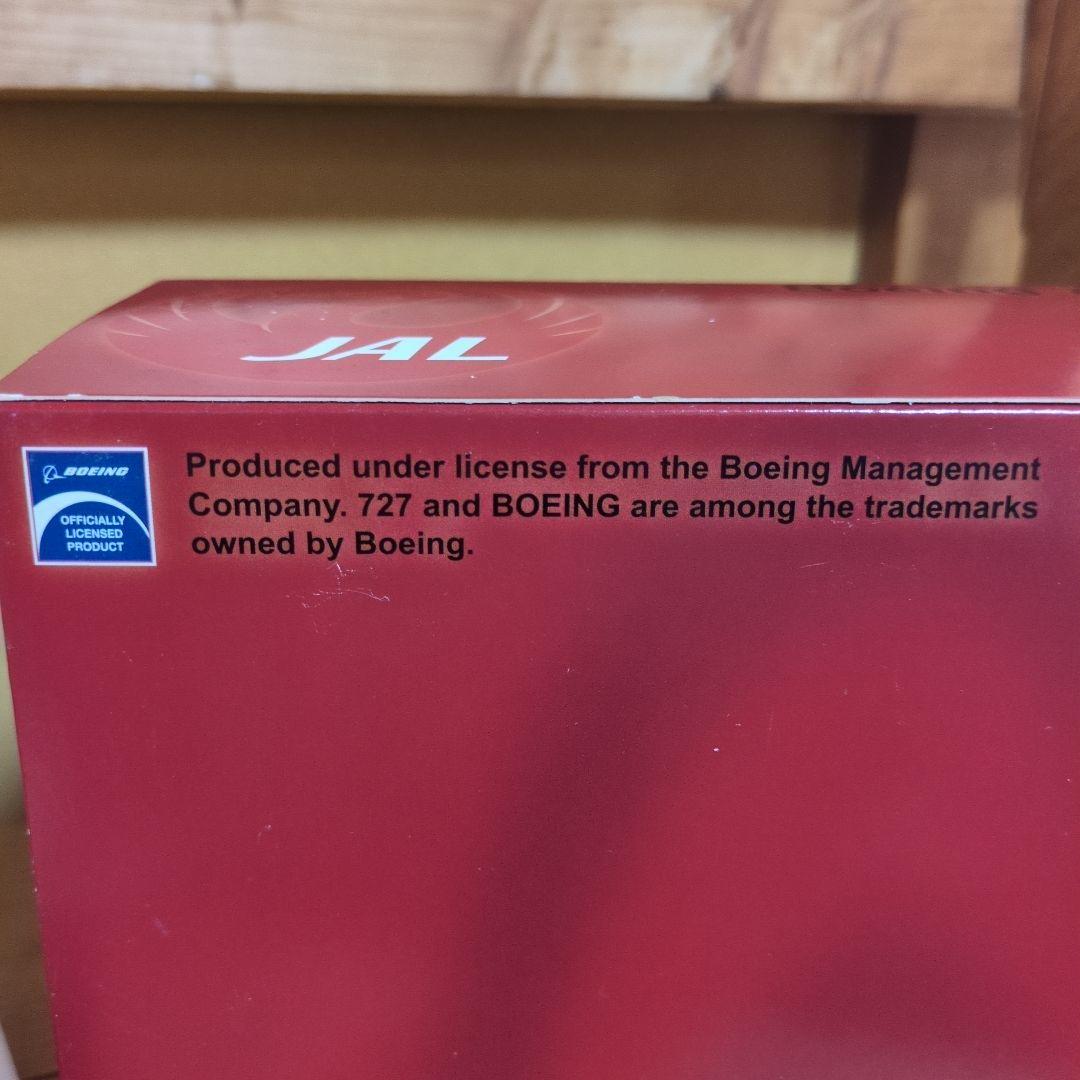 JAL
BOEING
OFFICIALLY
LICENSED
PRODUCT
Produced under license from the Boeing Management
Company. 727 and BOEING are among the trademarks
owned by Boeing.